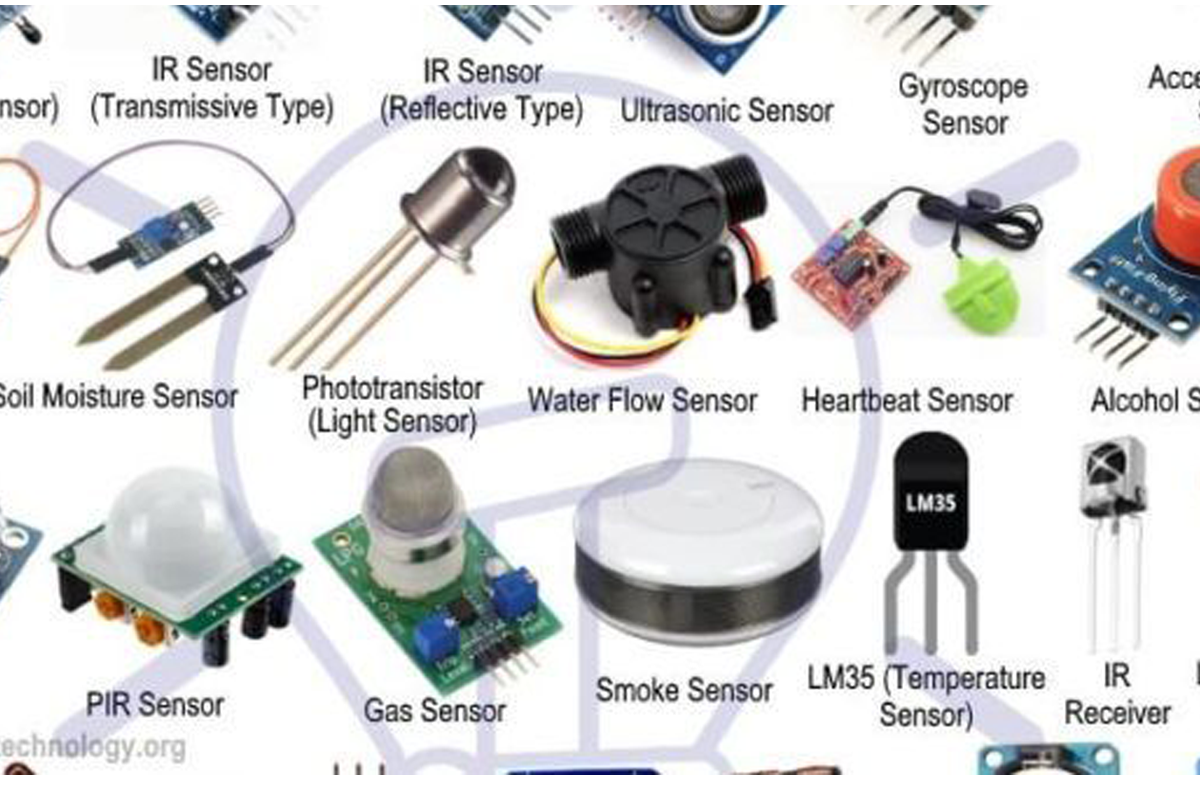 IR Sensor
(Transmissive Type)
IR Sensor
(Reflective Type)
Ultrasonic Sensor
Gyroscope
Sensor
Acce
nsor)
Soil Moisture Sensor
Phototransistor
(Light Sensor)
Water Flow Sensor
Heartbeat Sensor
Alcohol S
LPG
LM35
PIR Sensor
Gas Sensor
Smoke Sensor
LM35 (Temperature
Sensor)
IR
Receiver
technology.org